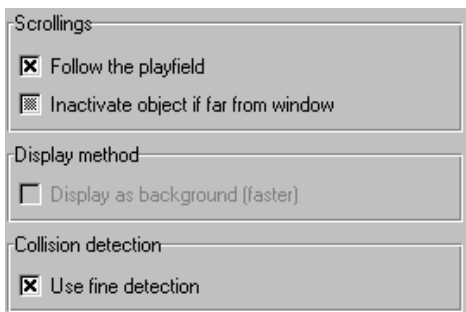 Scrollings
Follow the playfield
Inactivate object if far from window
Display method
Display as background (faster)
Collision detection
Use fine detection